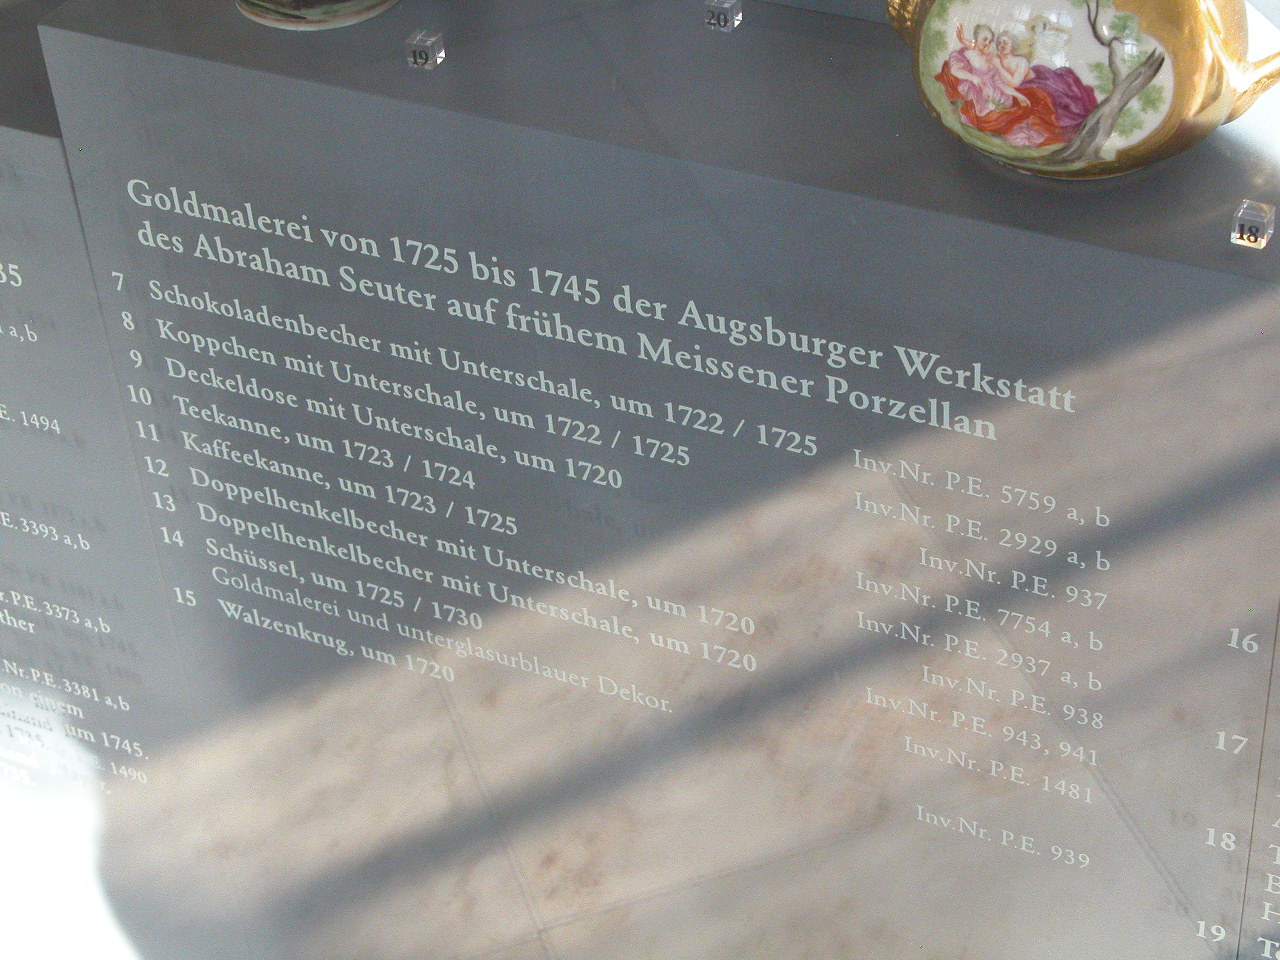 19
20
18
Goldmalerei von 1725 bis 1745 der Augsburger Werkstatt
des Abraham Seuter auf frühem Meissener Porzellan
7 Schokoladenbecher mit Unterschale, um 1722 / 1725 Inv.Nr. P.E. 5759 a, b
8 Koppchen mit Unterschale, um 1722 / 1725 Inv.Nr. P.E. 2929 a, b
9 Deckeldose mit Unterschale, um 1720 Inv.Nr. P.E. 937
10 Teekanne, um 1723 / 1724 Inv.Nr. P.E. 7754 a, b
11 Kaffeekanne, um 1723 / 1725 Inv.Nr. P.E. 2937 a, b
12 Doppelhenkelbecher mit Unterschale, um 1720 Inv.Nr. P.E. 938
13 Doppelhenkelbecher mit Unterschale, um 1720 Inv.Nr. P.E. 943, 941
14 Schüssel, um 1725 / 1730 Inv.Nr. P.E. 1481
Goldmalerei und unterglasurblauer Dekor.
15 Walzenkrug, um 1720 Inv.Nr. P.E. 939
35
a,b
E. 1494
.E. 3393 a,b
r. P.E. 3373 a,b
ther
.Nr. P.E. 3381 a,b
on einem
um 1745.
1490
16
17
18
19